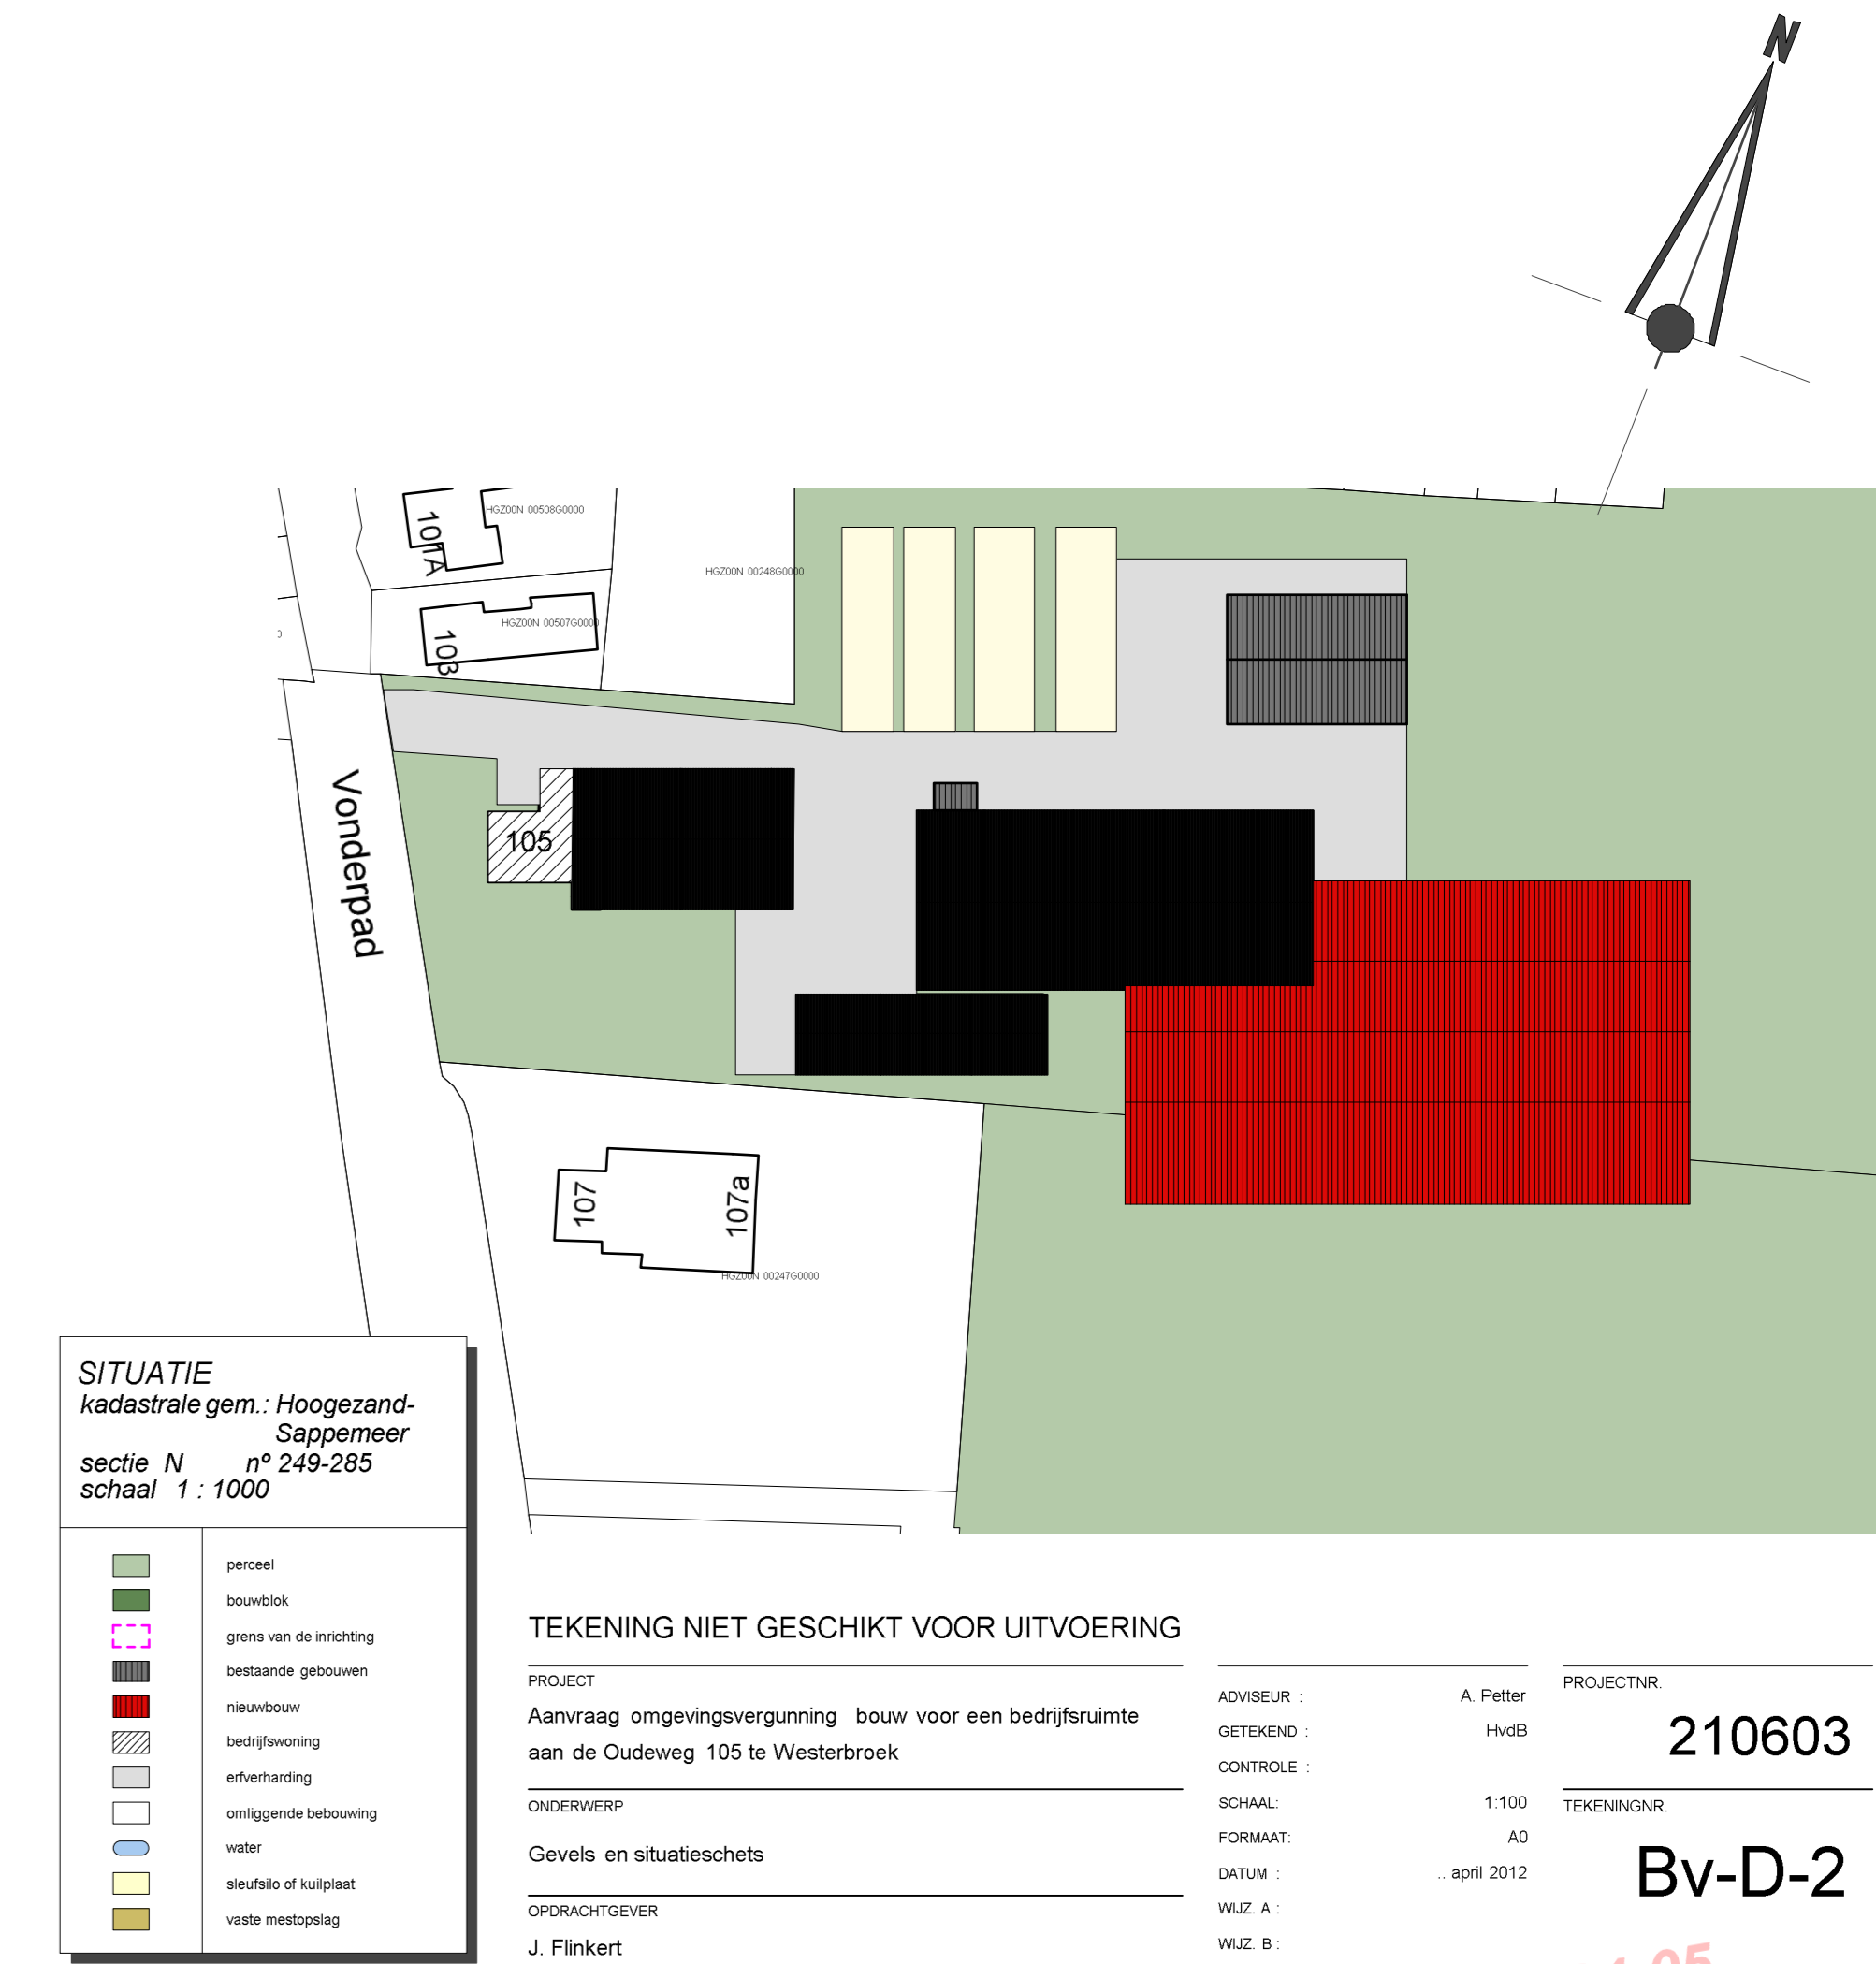 N
HGZ00N 00508G0000
101A
HGZ00N 00248G0000
HGZ00N 00507G0000
103
Vonderpad
105
107
107a
HGZ00N 00247G0000
SITUATIE
kadastrale gem.: Hoogezand-
Sappemeer
sectie N nº 249-285
schaal 1 : 1000
perceel
bouwblok
grens van de inrichting
bestaande gebouwen
nieuwbouw
bedrijfswoning
erfverharding
omliggende bebouwing
water
sleufsilo of kuilplaat
vaste mestopslag
TEKENING NIET GESCHIKT VOOR UITVOERING
PROJECT
Aanvraag omgevingsvergunning bouw voor een bedrijfsruimte
aan de Oudeweg 105 te Westerbroek
ONDERWERP
Gevels en situatieschets
OPDRACHTGEVER
J. Flinkert
ADVISEUR : A. Petter
GETEKEND : HvdB
CONTROLE :
SCHAAL: 1:100
FORMAAT: A0
DATUM : .. april 2012
WIJZ. A :
WIJZ. B :
PROJECTNR.
210603
TEKENINGNR.
Bv-D-2